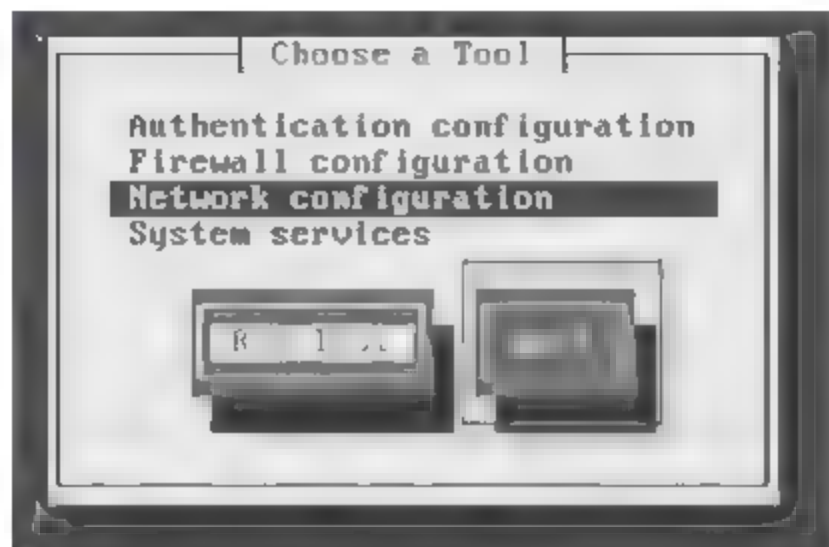 Choose a Tool
Authentication configuration
Firewall configuration
Network configuration
System services